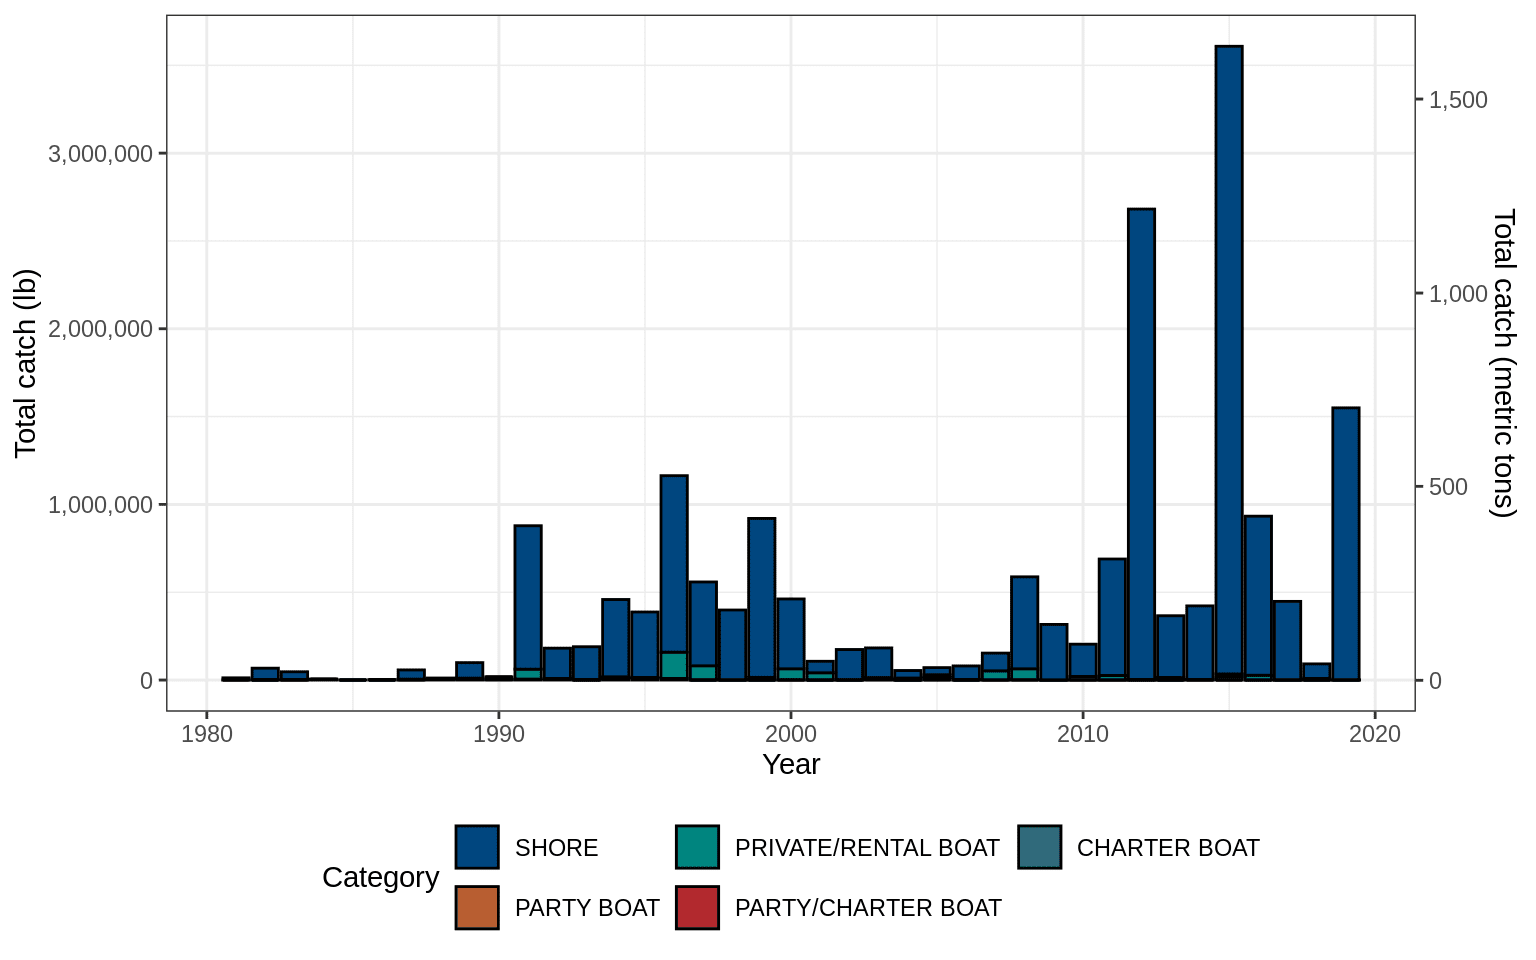 Total catch (lb)
3,000,000
2,000,000
1,000,000
0
1,500
1,000
500
0
Total catch (metric tons)
1980 1990 2000 2010 2020
Year
Category
SHORE PRIVATE/RENTAL BOAT CHARTER BOAT
PARTY BOAT PARTY/CHARTER BOAT